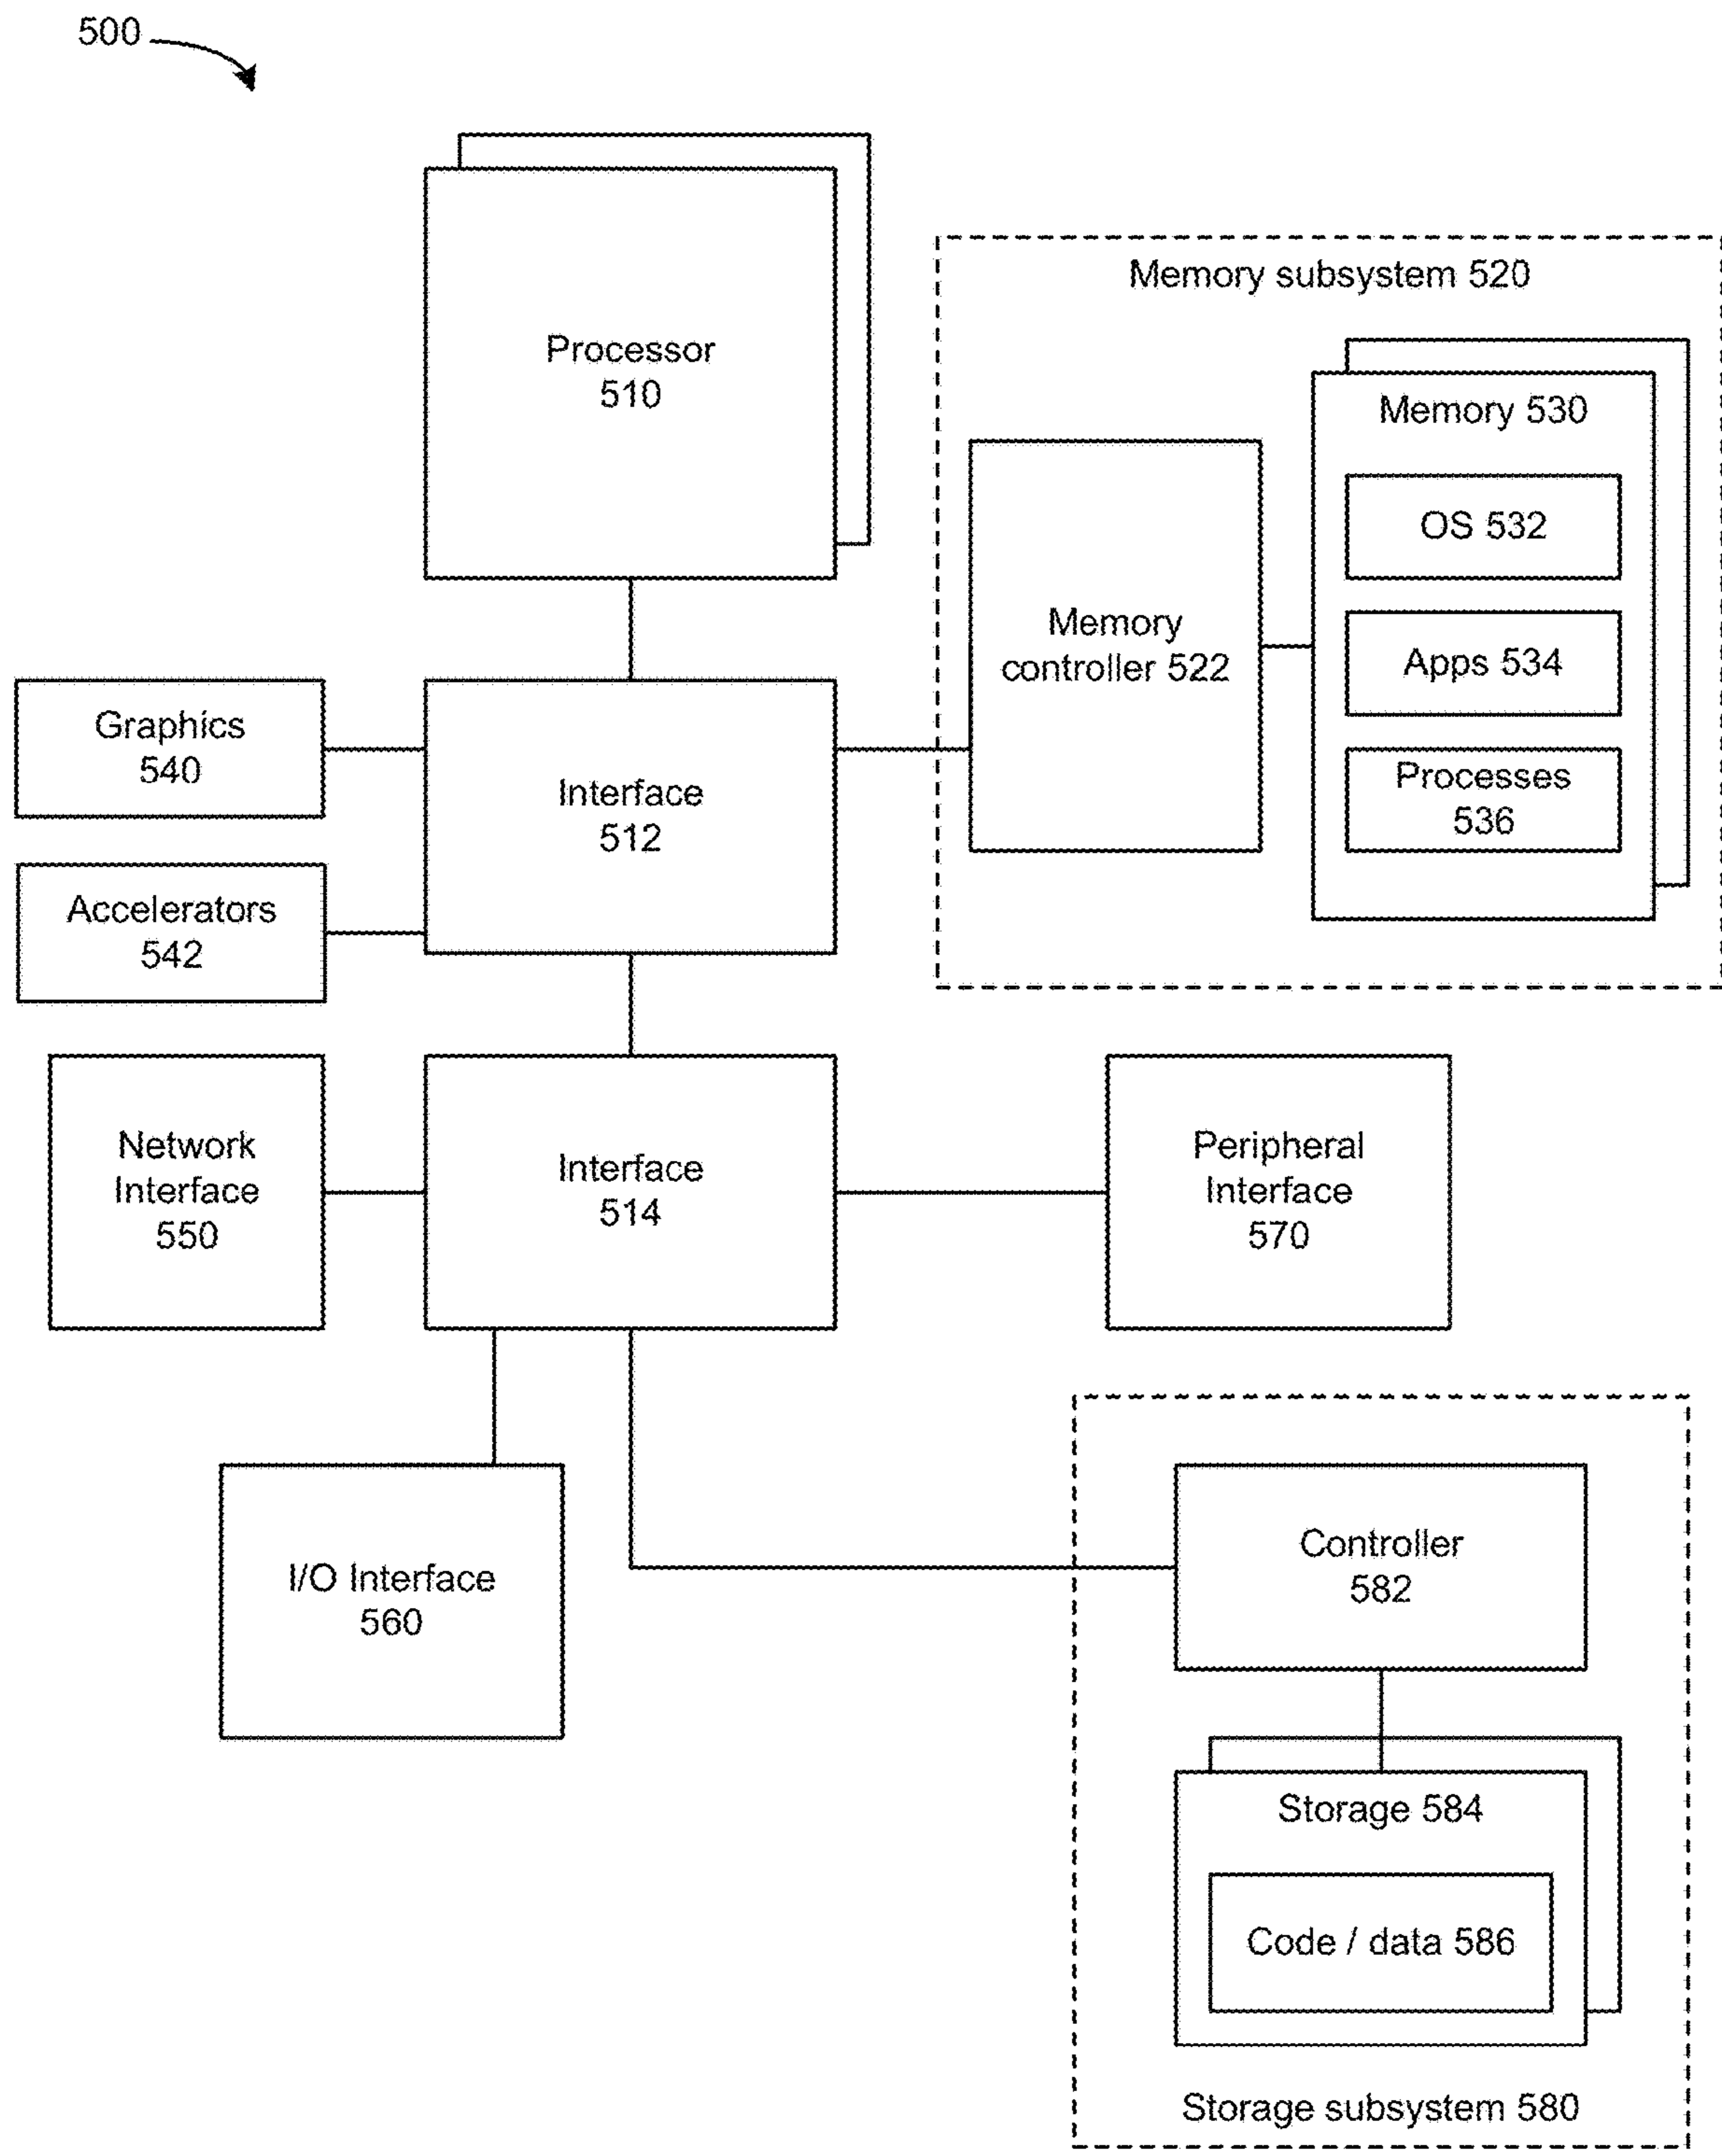 500
Processor
510
Memory subsystem 520
Memory 530
OS 532
Apps 534
Processes
536
Memory
controller 522
Graphics
540
Interface
512
Accelerators
542
Network
Interface
550
Interface
514
Peripheral
Interface
570
I/O Interface
560
Controller
582
Storage 584
Code / data 586
Storage subsystem 580